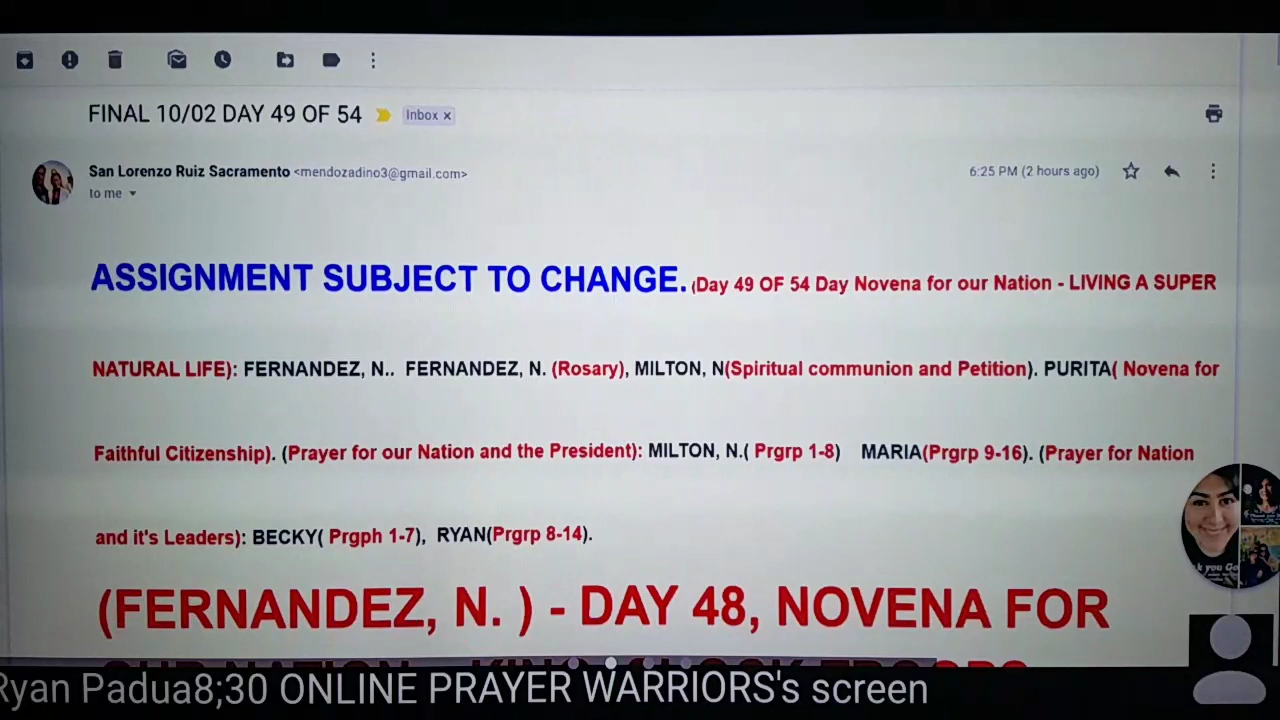 FINAL 10/02 DAY 49 OF 54 Inbox x
San Lorenzo Ruiz Sacramento <mendozadino3@gmail.com> 6:25 PM (2 hours ago)
to me
ASSIGNMENT SUBJECT TO CHANGE. (Day 49 OF 54 Day Novena for our Nation - LIVING A SUPER
NATURAL LIFE): FERNANDEZ, N.. FERNANDEZ, N. (Rosary), MILTON, N(Spiritual communion and Petition). PURITA( Novena for
Faithful Citizenship). (Prayer for our Nation and the President): MILTON, N.( Prgrp 1-8) MARIA(Prgrp 9-16). (Prayer for Nation
and it's Leaders): BECKY( Prgph 1-7), RYAN(Prgrp 8-14).
(FERNANDEZ, N. ) - DAY 48, NOVENA FOR
Ryan Padua8;30 ONLINE PRAYER WARRIORS's screen